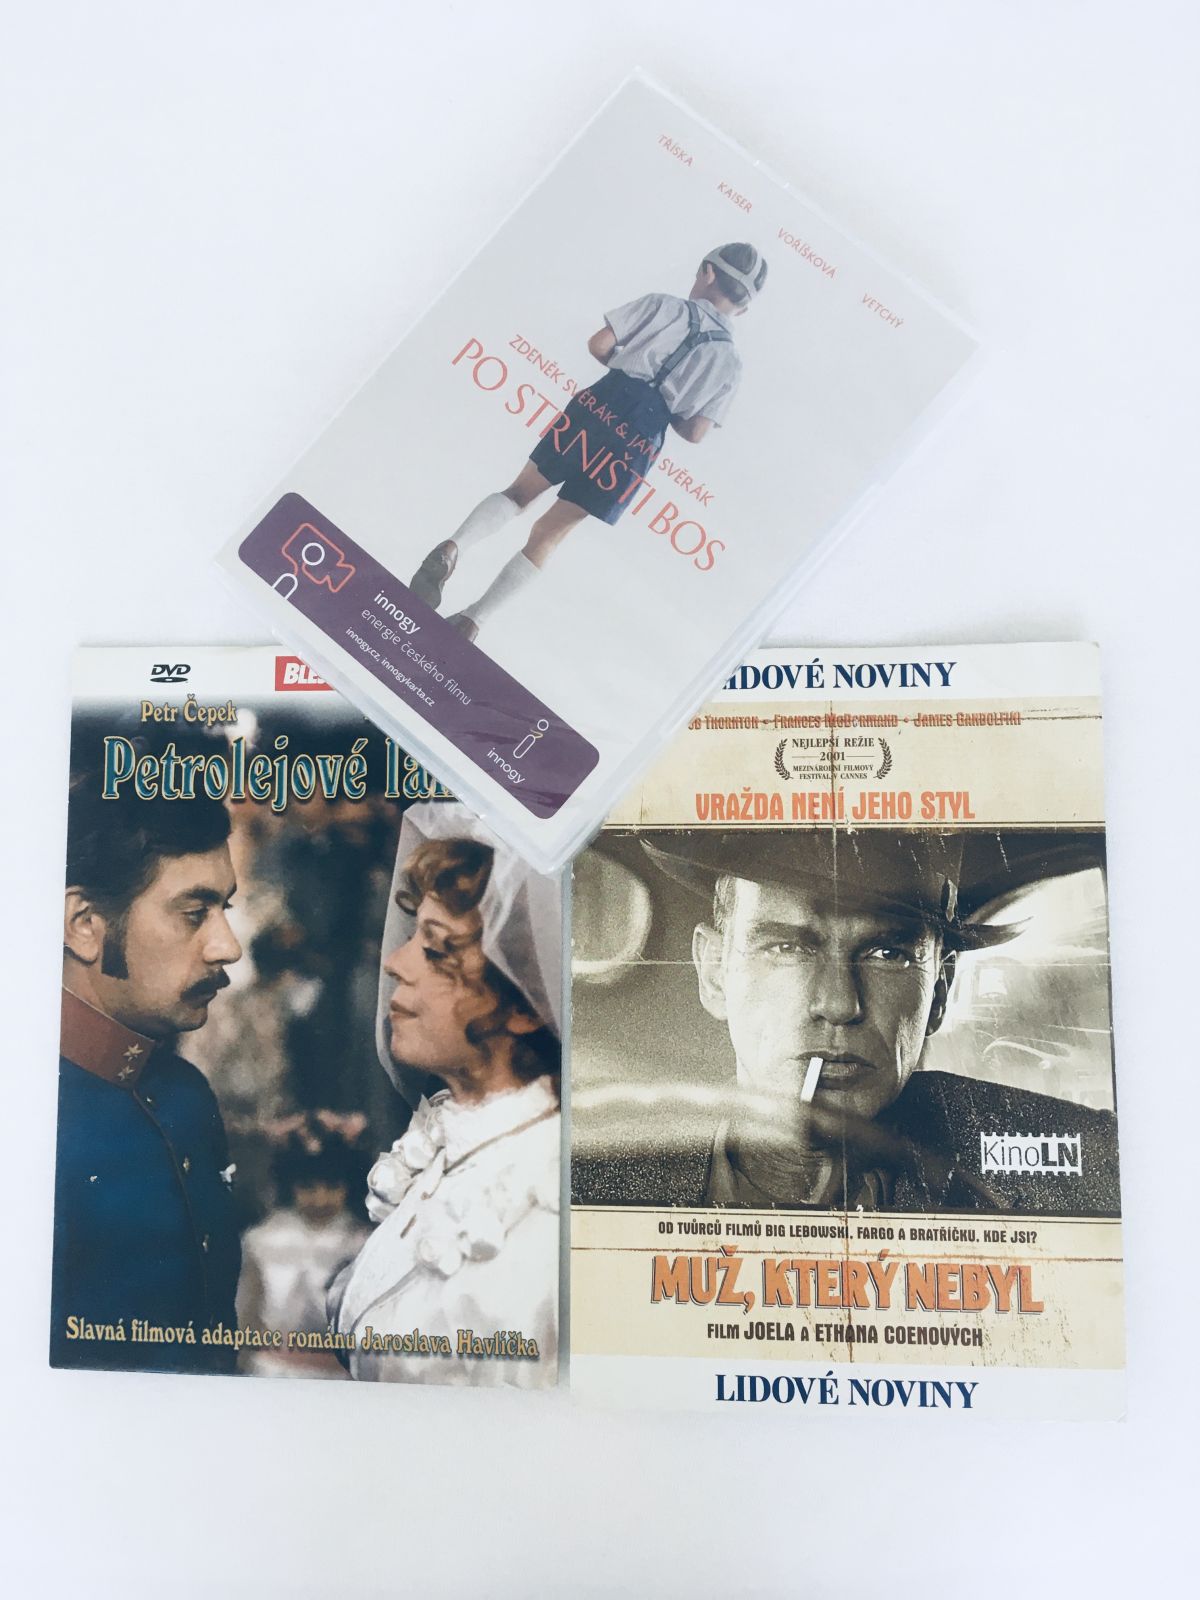 TŘÍSKA
KAISER
VOŘÍŠKOVÁ
VETCHÝ
ZDENĚK SVĚRÁK & JAN SVĚRÁK
PO STRNIŠTI BOS
innogy
energie českého filmu
innogy.cz, innogykarta.cz
innogy
DVD
Petr Čepek
Petrolejové
Slavná filmová adaptace románu Jaroslava Havlíčka
LIDOVÉ NOVINY
THORNTON • FRANCES McDORMAND • JAMES GANDOLFINI
NEJLEPŠÍ REŽIE
2001
MEZINÁRODNÍ FILMOVÝ
FESTIVAL V CANNES
VRAŽDA NENÍ JEHO STYL
KinoLN
OD TVŮRCŮ FILMŮ BIG LEBOWSKI, FARGO A BRATŘÍČKU, KDE JSI?
MUŽ, KTERÝ NEBYL
FILM JOELA A ETHANA COENOVÝCH
LIDOVÉ NOVINY